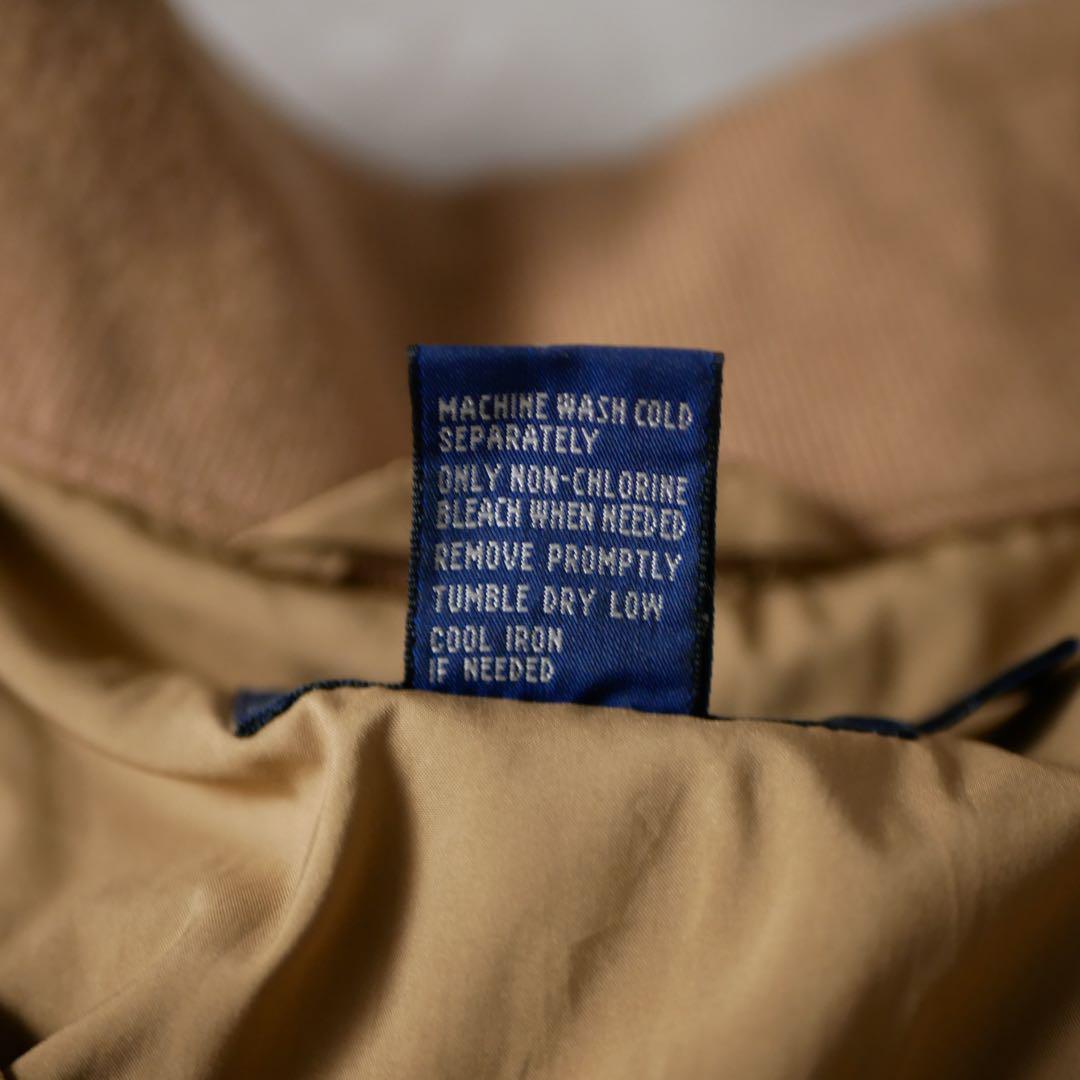 MACHINE WASH COLD
SEPARATELY
ONLY NON-CHLORINE
BLEACH WHEN NEEDED
REMOVE PROMPTLY
TUMBLE DRY LOW
COOL IRON
IF NEEDED